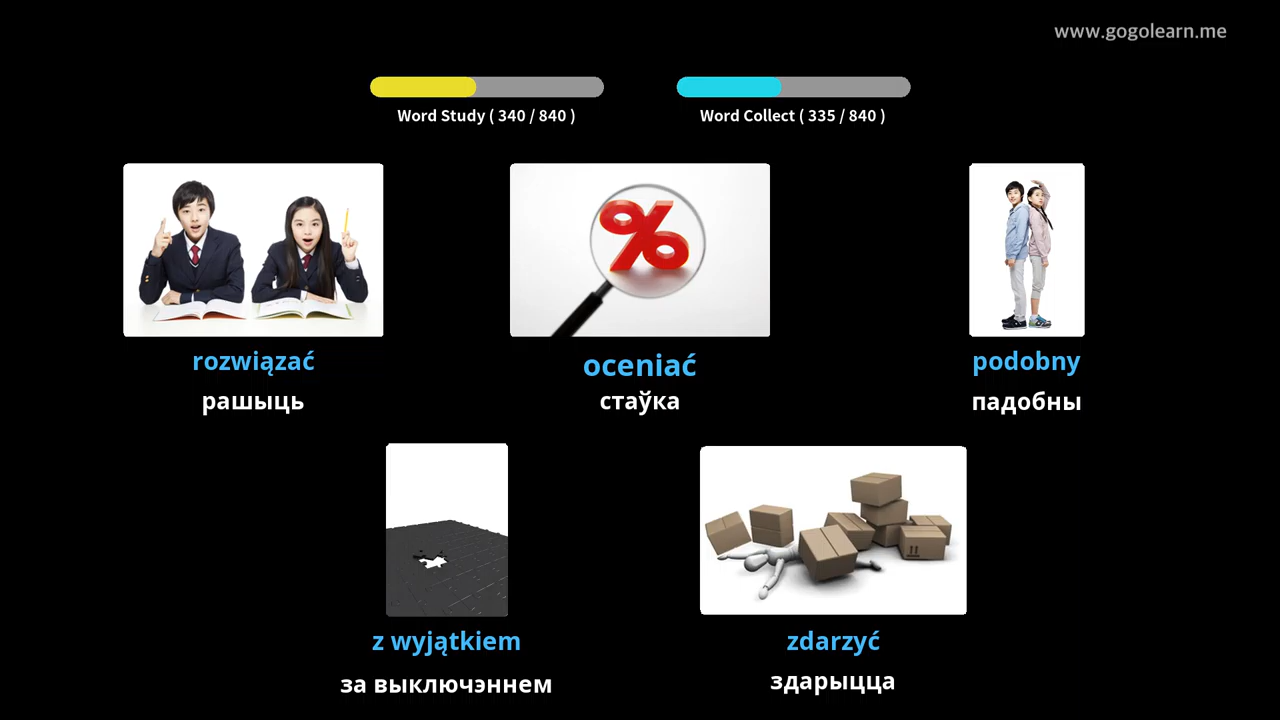 www.gogolearn.me
Word Study ( 340 / 840 )
Word Collect ( 335 / 840 )
rozwiązać
рашыць
oceniać
стаўка
podobny
падобны
z wyjątkiem
за выключэннем
zdarzyć
здарыцца